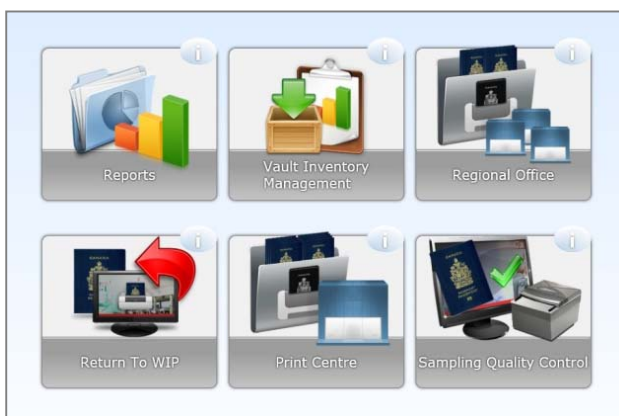 i
i
i
Reports
Vault Inventory
Management
Regional Office
i
i
i
Return To WIP
Print Centre
Sampling Quality Control